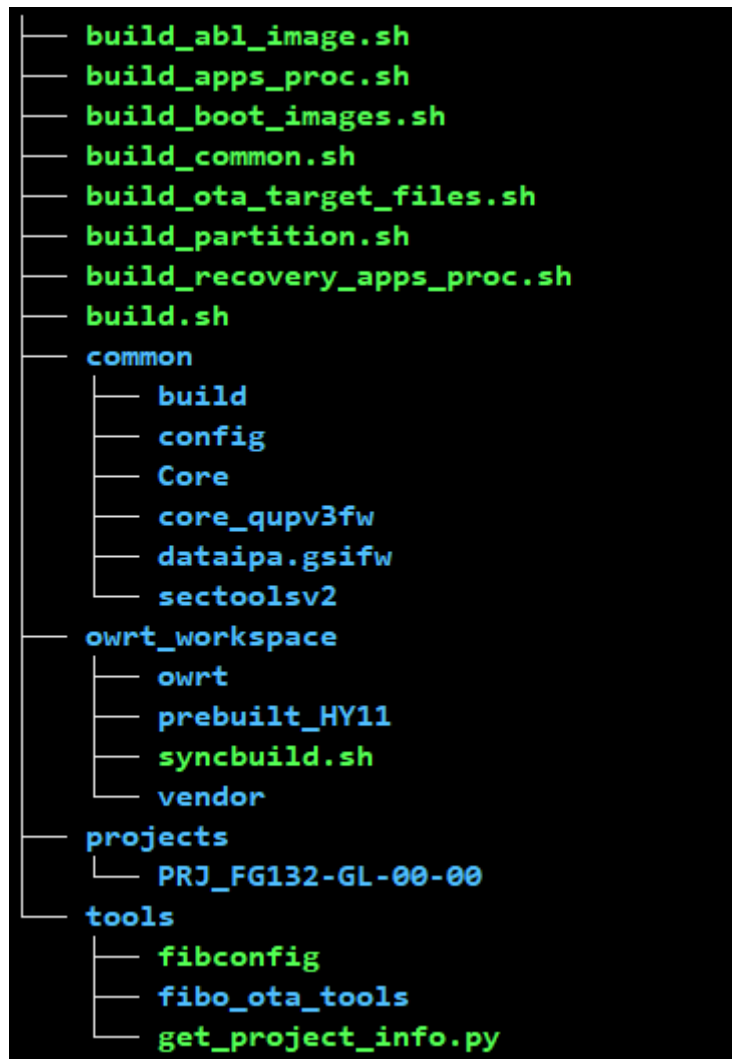 build_abl_image.sh
build_apps_proc.sh
build_boot_images.sh
build_common.sh
build_ota_target_files.sh
build_partition.sh
build_recovery_apps_proc.sh
build.sh
common
build
config
Core
core_qupv3fw
dataipa.gsifw
sectoolsv2
owrt_workspace
owrt
prebuilt_HY11
syncbuild.sh
vendor
projects
PRJ_FG132-GL-00-00
tools
fibconfig
fibo_ota_tools
get_project_info.py